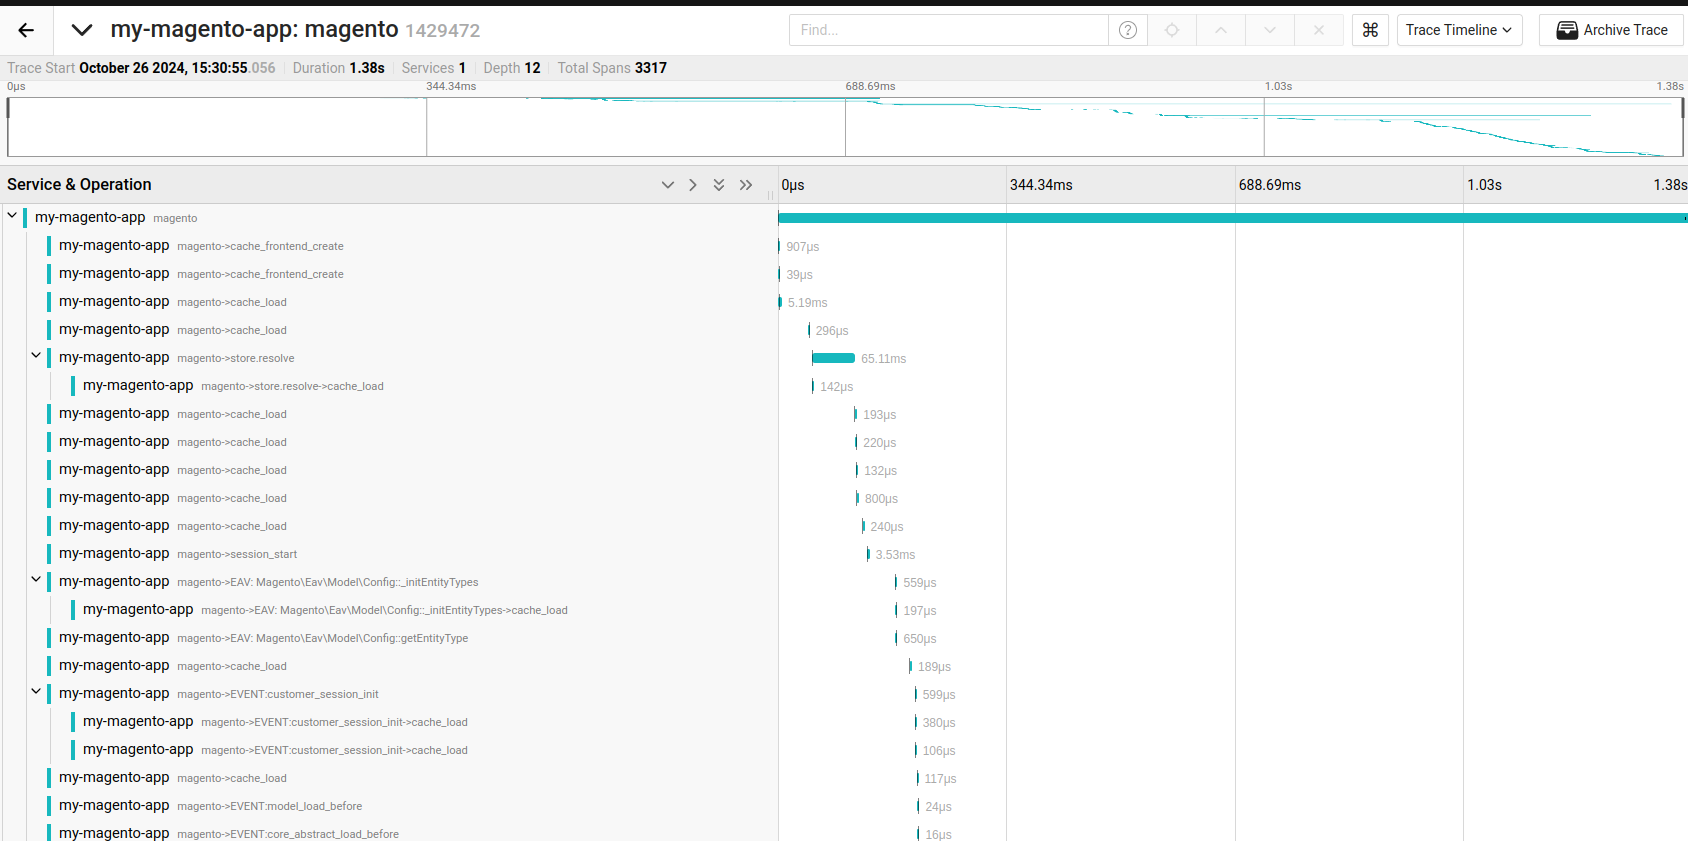 my-magento-app: magento 1429472 Find... ? ⌘ Trace Timeline Archive Trace
Trace Start October 26 2024, 15:30:55.056 Duration 1.38s Services 1 Depth 12 Total Spans 3317
0μs 344.34ms 688.69ms 1.03s 1.38s
Service & Operation 0μs 344.34ms 688.69ms 1.03s 1.38s
my-magento-app magento
my-magento-app magento->cache_frontend_create 907μs
my-magento-app magento->cache_frontend_create 39μs
my-magento-app magento->cache_load 5.19ms
my-magento-app magento->cache_load 296μs
my-magento-app magento->store.resolve 65.11ms
my-magento-app magento->store.resolve->cache_load 142μs
my-magento-app magento->cache_load 193μs
my-magento-app magento->cache_load 220μs
my-magento-app magento->cache_load 132μs
my-magento-app magento->cache_load 800μs
my-magento-app magento->cache_load 240μs
my-magento-app magento->session_start 3.53ms
my-magento-app magento->EAV: Magento\Eav\Model\Config::_initEntityTypes 559μs
my-magento-app magento->EAV: Magento\Eav\Model\Config::_initEntityTypes->cache_load 197μs
my-magento-app magento->EAV: Magento\Eav\Model\Config::getEntityType 650μs
my-magento-app magento->cache_load 189μs
my-magento-app magento->EVENT:customer_session_init 599μs
my-magento-app magento->EVENT:customer_session_init->cache_load 380μs
my-magento-app magento->EVENT:customer_session_init->cache_load 106μs
my-magento-app magento->cache_load 117μs
my-magento-app magento->EVENT:model_load_before 24μs
my-magento-app magento->EVENT:core_abstract_load_before 16μs